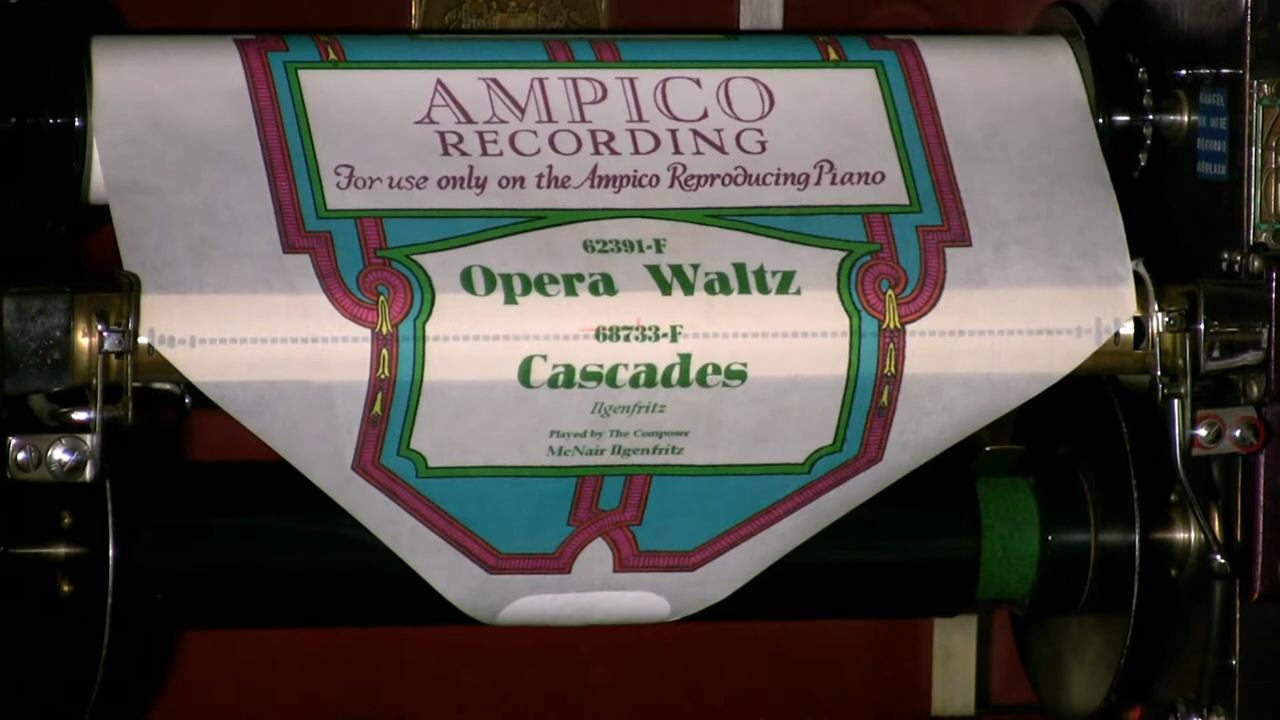 AMPICO
RECORDING
For use only on the Ampico Reproducing Piano
62391-F
Opera Waltz
68733-F
Cascades
Ilgenfritz
Played by The Composer
McNair Ilgenfritz